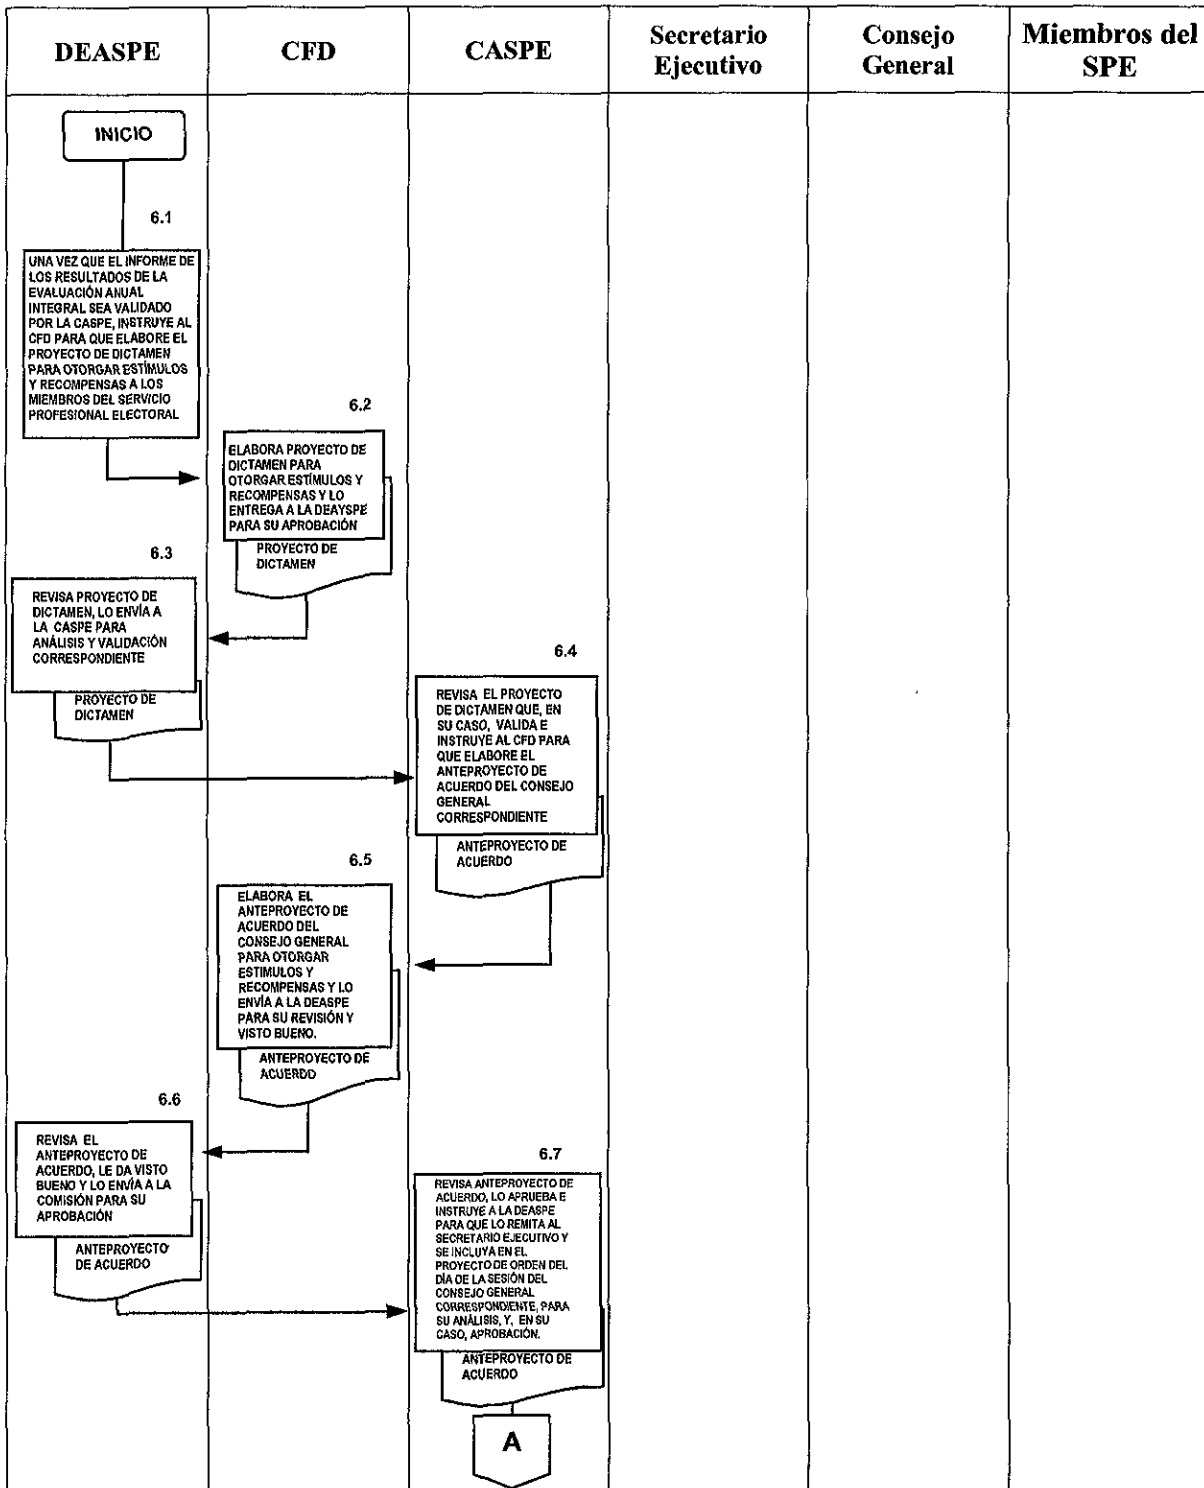 DEASPE
CFD
CASPE
Secretario
Ejecutivo
Consejo
General
Miembros del
SPE
INICIO
6.1
UNA VEZ QUE EL INFORME DE
LOS RESULTADOS DE LA
EVALUACIÓN ANUAL
INTEGRAL SEA VALIDADO
POR LA CASPE, INSTRUYE AL
CFD PARA QUE ELABORE EL
PROYECTO DE DICTAMEN
PARA OTORGAR ESTÍMULOS
Y RECOMPENSAS A LOS
MIEMBROS DEL SERVICIO
PROFESIONAL ELECTORAL
6.2
ELABORA PROYECTO DE
DICTAMEN PARA
OTORGAR ESTÍMULOS Y
RECOMPENSAS Y LO
ENTREGA A LA DEAYSPE
PARA SU APROBACIÓN
PROYECTO DE
DICTAMEN
6.3
REVISA PROYECTO DE
DICTAMEN, LO ENVÍA A
LA CASPE PARA
ANÁLISIS Y VALIDACIÓN
CORRESPONDIENTE
PROYECTO DE
DICTAMEN
6.4
REVISA EL PROYECTO
DE DICTAMEN QUE, EN
SU CASO, VALIDA E
INSTRUYE AL CFD PARA
QUE ELABORE EL
ANTEPROYECTO DE
ACUERDO DEL CONSEJO
GENERAL
CORRESPONDIENTE
ANTEPROYECTO DE
ACUERDO
6.5
ELABORA EL
ANTEPROYECTO DE
ACUERDO DEL
CONSEJO GENERAL
PARA OTORGAR
ESTIMULOS Y
RECOMPENSAS Y LO
ENVÍA A LA DEASPE
PARA SU REVISIÓN Y
VISTO BUENO.
ANTEPROYECTO DE
ACUERDO
6.6
REVISA EL
ANTEPROYECTO DE
ACUERDO, LE DA VISTO
BUENO Y LO ENVÍA A LA
COMISIÓN PARA SU
APROBACIÓN
ANTEPROYECTO
DE ACUERDO
6.7
REVISA ANTEPROYECTO DE
ACUERDO, LO APRUEBA E
INSTRUYE A LA DEASPE
PARA QUE LO REMITA AL
SECRETARIO EJECUTIVO Y
SE INCLUYA EN EL
PROYECTO DE ORDEN DEL
DÍA DE LA SESIÓN DEL
CONSEJO GENERAL
CORRESPONDIENTE, PARA
SU ANÁLISIS, Y, EN SU
CASO, APROBACIÓN.
ANTEPROYECTO DE
ACUERDO
A